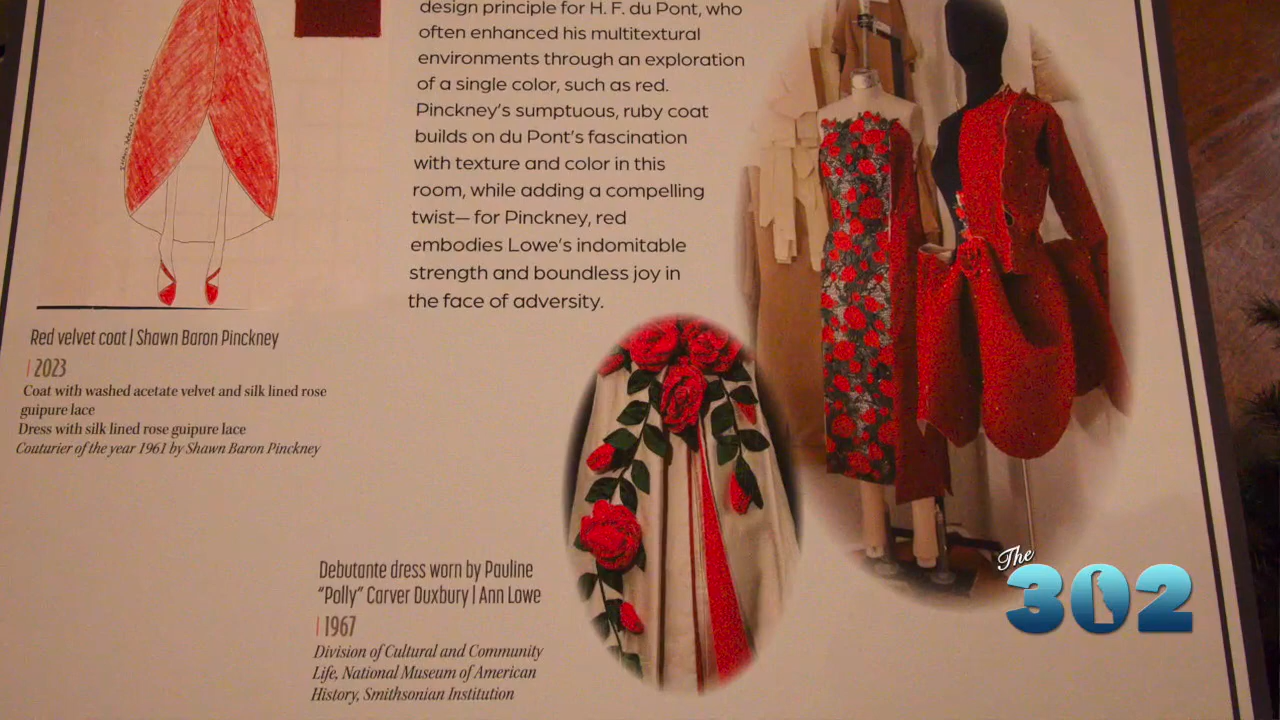 design principle for H. F. du Pont, who
often enhanced his multitextural
environments through an exploration
of a single color, such as red.
Pinckney's sumptuous, ruby coat
builds on du Pont's fascination
with texture and color in this
room, while adding a compelling
twist— for Pinckney, red
embodies Lowe's indomitable
strength and boundless joy in
the face of adversity.
Red velvet coat | Shawn Baron Pinckney
| 2023
Coat with washed acetate velvet and silk lined rose
guipure lace
Dress with silk lined rose guipure lace
Couturier of the year 1961 by Shawn Baron Pinckney
Debutante dress worn by Pauline
"Polly" Carver Duxbury | Ann Lowe
| 1967
Division of Cultural and Community
Life, National Museum of American
History, Smithsonian Institution
The
302